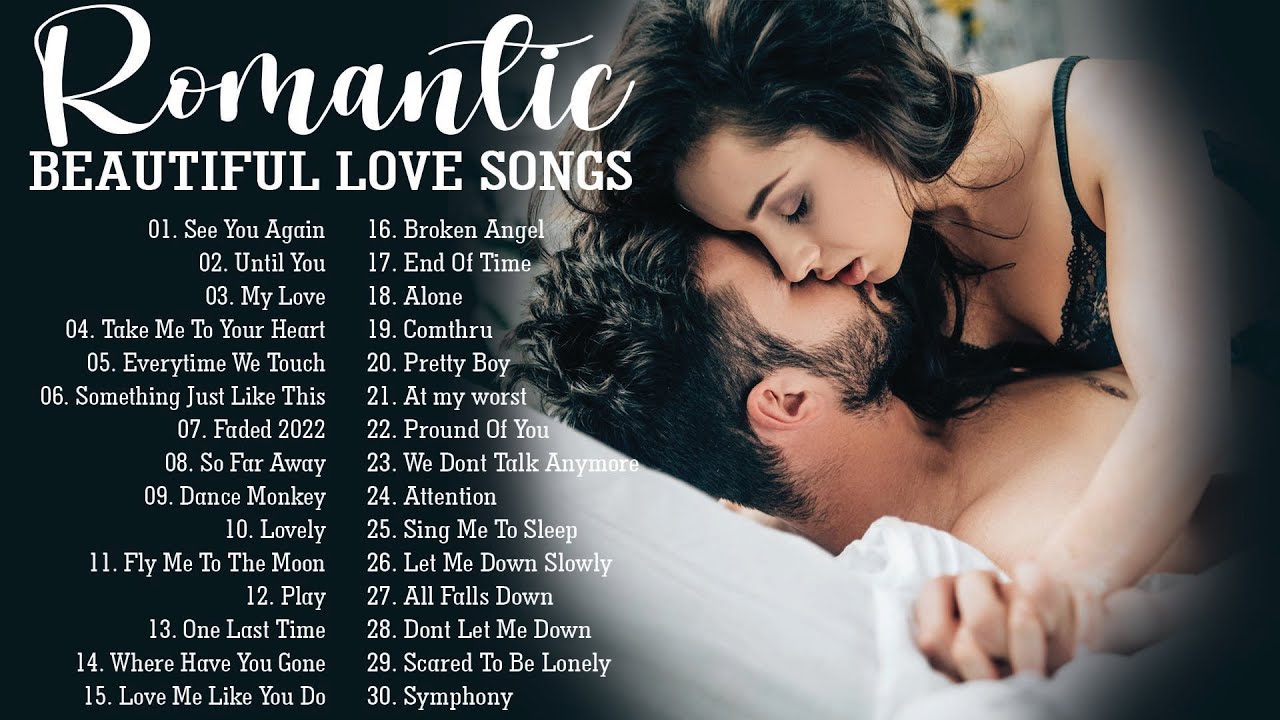 Romantic
BEAUTIFUL LOVE SONGS
01. See You Again
02. Until You
03. My Love
04. Take Me To Your Heart
05. Everytime We Touch
06. Something Just Like This
07. Faded 2022
08. So Far Away
09. Dance Monkey
10. Lovely
11. Fly Me To The Moon
12. Play
13. One Last Time
14. Where Have You Gone
15. Love Me Like You Do
16. Broken Angel
17. End Of Time
18. Alone
19. Comthru
20. Pretty Boy
21. At my worst
22. Pround Of You
23. We Dont Talk Anymore
24. Attention
25. Sing Me To Sleep
26. Let Me Down Slowly
27. All Falls Down
28. Dont Let Me Down
29. Scared To Be Lonely
30. Symphony